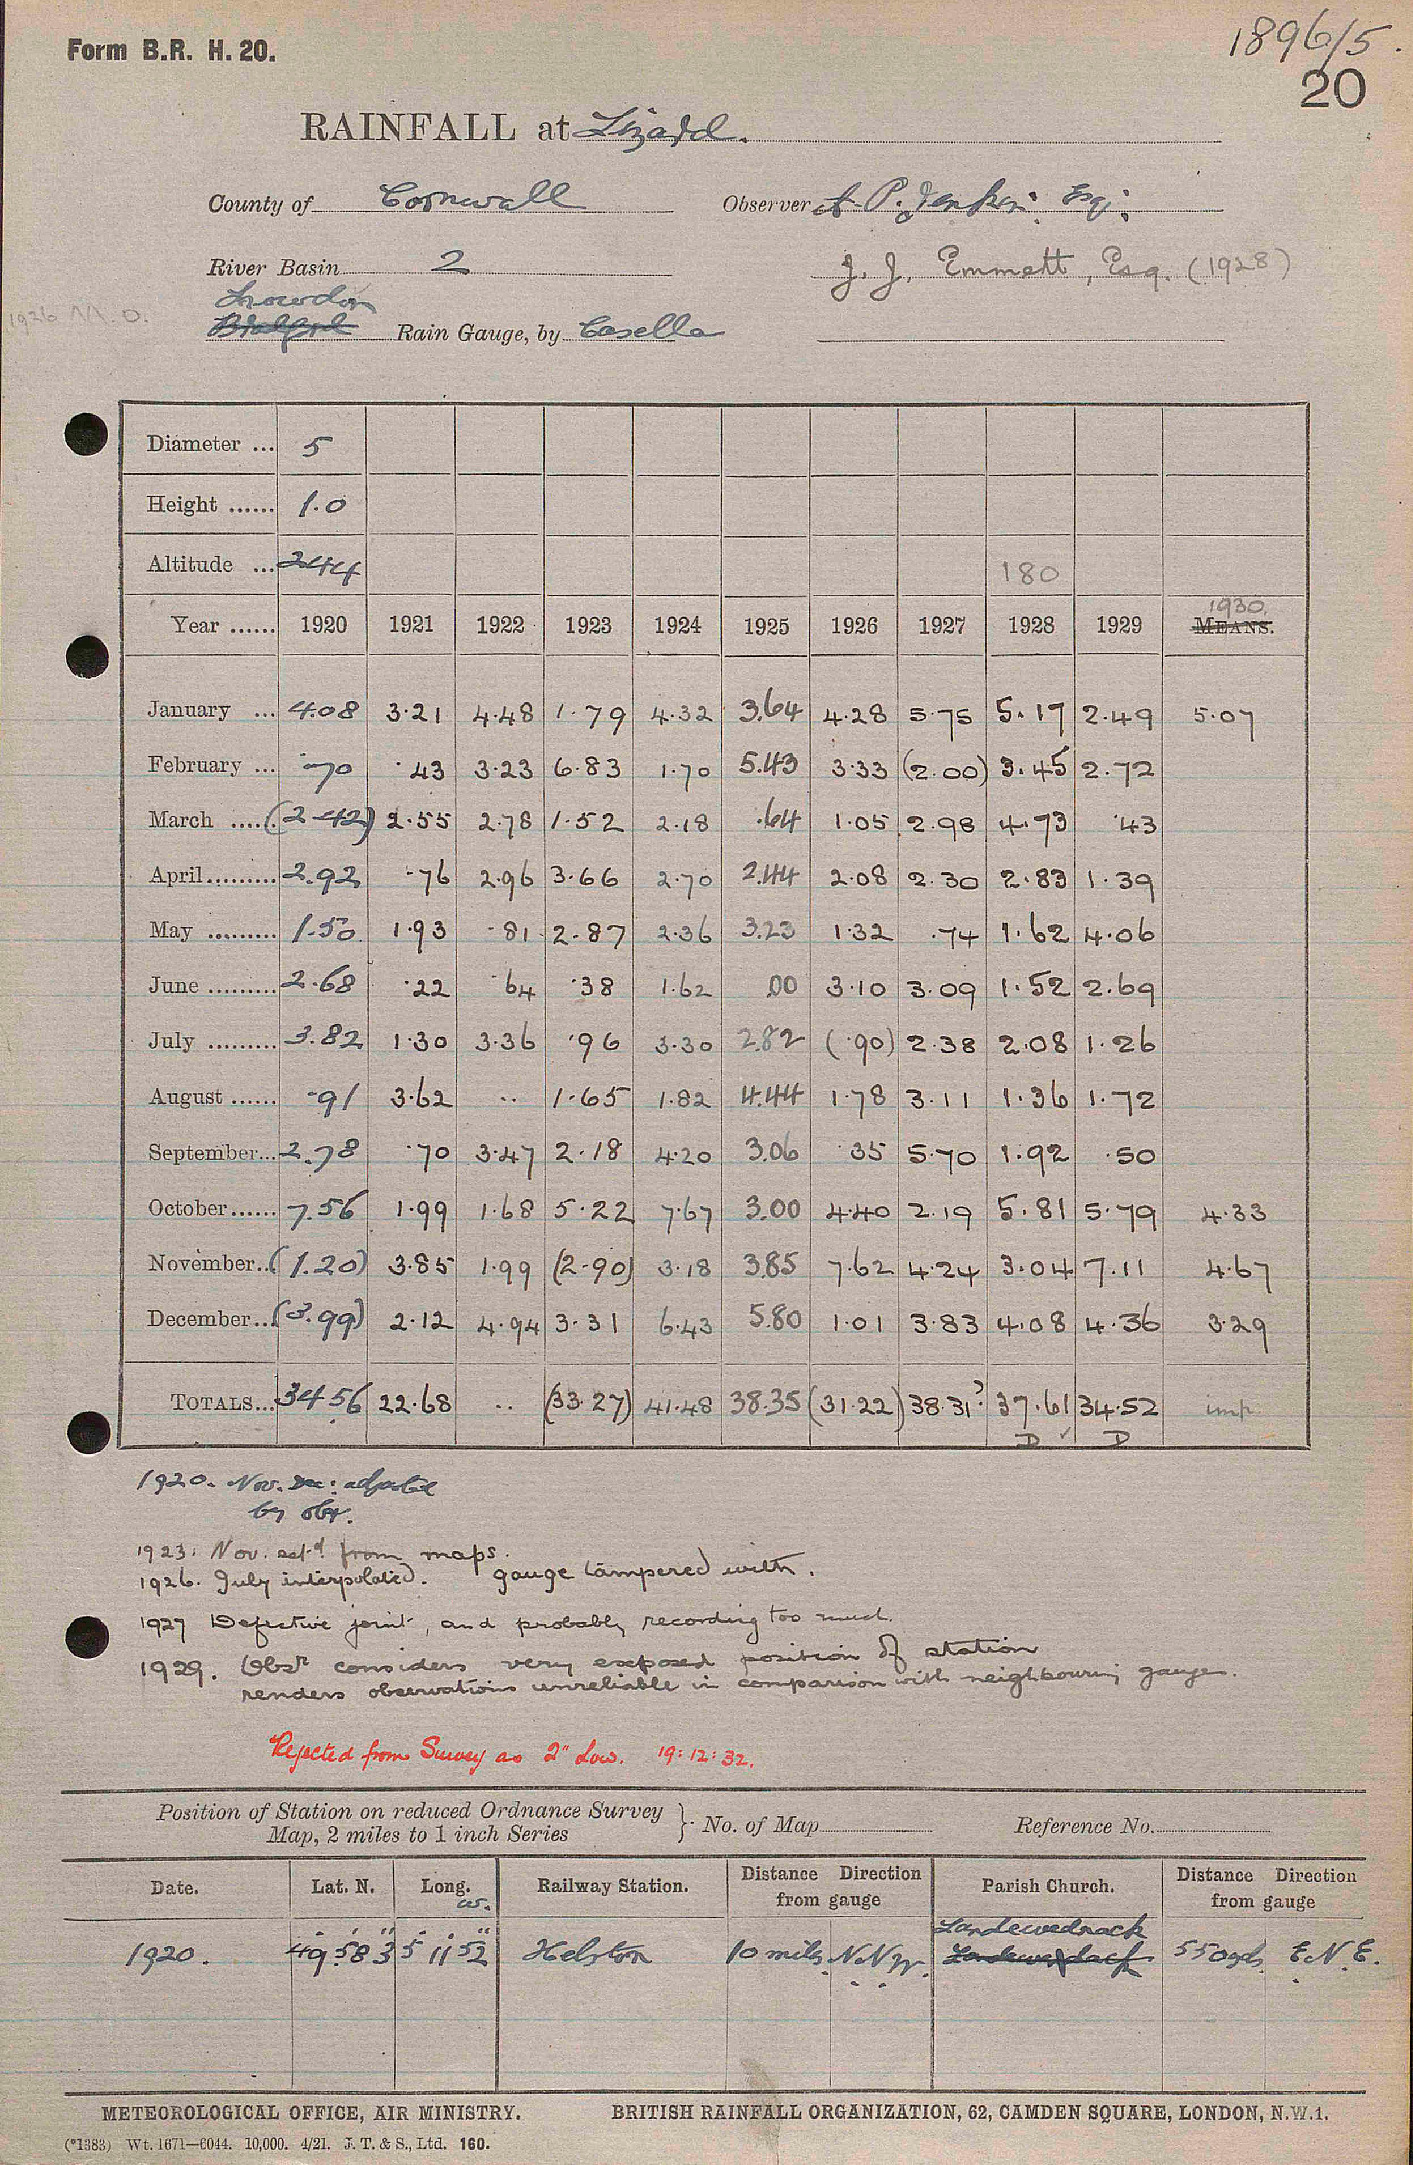 Form B.R. H. 20.
1896/5.
20
RAINFALL at Lizard.
County of Cornwall Observer A. P. Jenkin Esq:
River Basin 2 J. J. Emmett, Esq. (1928)
1926 M.O.
Snowdon
Bradford Rain Gauge, by Casella
Diameter ... 5
Height ...... 1.0
Altitude ... 244 180
1930.
Year ...... 1920 1921 1922 1923 1924 1925 1926 1927 1928 1929 MEANS.
January ... 4.08 3.21 4.48 1.79 4.32 3.64 4.28 5.75 5.17 2.49 5.07
February ... .70 .43 3.23 6.83 1.70 5.43 3.33 (2.00) 3.45 2.72
March ..... (2.42) 2.55 2.78 1.52 2.18 .64 1.05 2.98 4.73 .43
April......... 2.92 .76 2.96 3.66 2.70 2.44 2.08 2.30 2.83 1.39
May ......... 1.50 1.93 .81 2.87 2.36 3.23 1.32 .74 1.62 4.06
June ......... 2.68 .22 .64 .38 1.62 .00 3.10 3.09 1.52 2.69
July ......... 3.82 1.30 3.36 .96 3.30 2.82 (.90) 2.38 2.08 1.26
August ...... .91 3.62 .. 1.65 1.82 4.44 1.78 3.11 1.36 1.72
September... 2.78 .70 3.47 2.18 4.20 3.06 .35 5.70 1.92 .50
October...... 7.56 1.99 1.68 5.22 7.67 3.00 4.40 2.19 5.81 5.79 4.33
November.. (1.20) 3.85 1.99 (2.90) 3.18 3.85 7.62 4.24 3.04 7.11 4.67
December... (3.99) 2.12 4.94 3.31 6.43 5.80 1.01 3.83 4.08 4.36 3.29
TOTALS... 34.56 22.68 .. (33.27) 41.48 38.35 (31.22) 38.31? 37.61 34.52 imp.
D ✓ D
1920. Nov. Dec: adjusted
by obs.
1923: Nov. est.d from maps.
1926. July interpolated. gauge tampered with.
1927 Defective joint, and probably recording too much.
1929. Obsr considers very exposed position of station
renders observations unreliable in comparison with neighbouring gauges.
Rejected from Survey as 2" low. 19:12:32.
Position of Station on reduced Ordnance Survey
Map, 2 miles to 1 inch Series } No. of Map Reference No.
Date. Lat. N. Long. W. Railway Station. Distance Direction from gauge Parish Church. Distance Direction from gauge
Landewednack
1920. 49° 58' 3" 5° 11' 52" Helston 10 miles N.N.W. 550yds. E.N.E.
METEOROLOGICAL OFFICE, AIR MINISTRY. BRITISH RAINFALL ORGANIZATION, 62, CAMDEN SQUARE, LONDON, N.W.1.
(*1383) Wt. 1671—6044. 10,000. 4/21. J. T. & S., Ltd. 160.